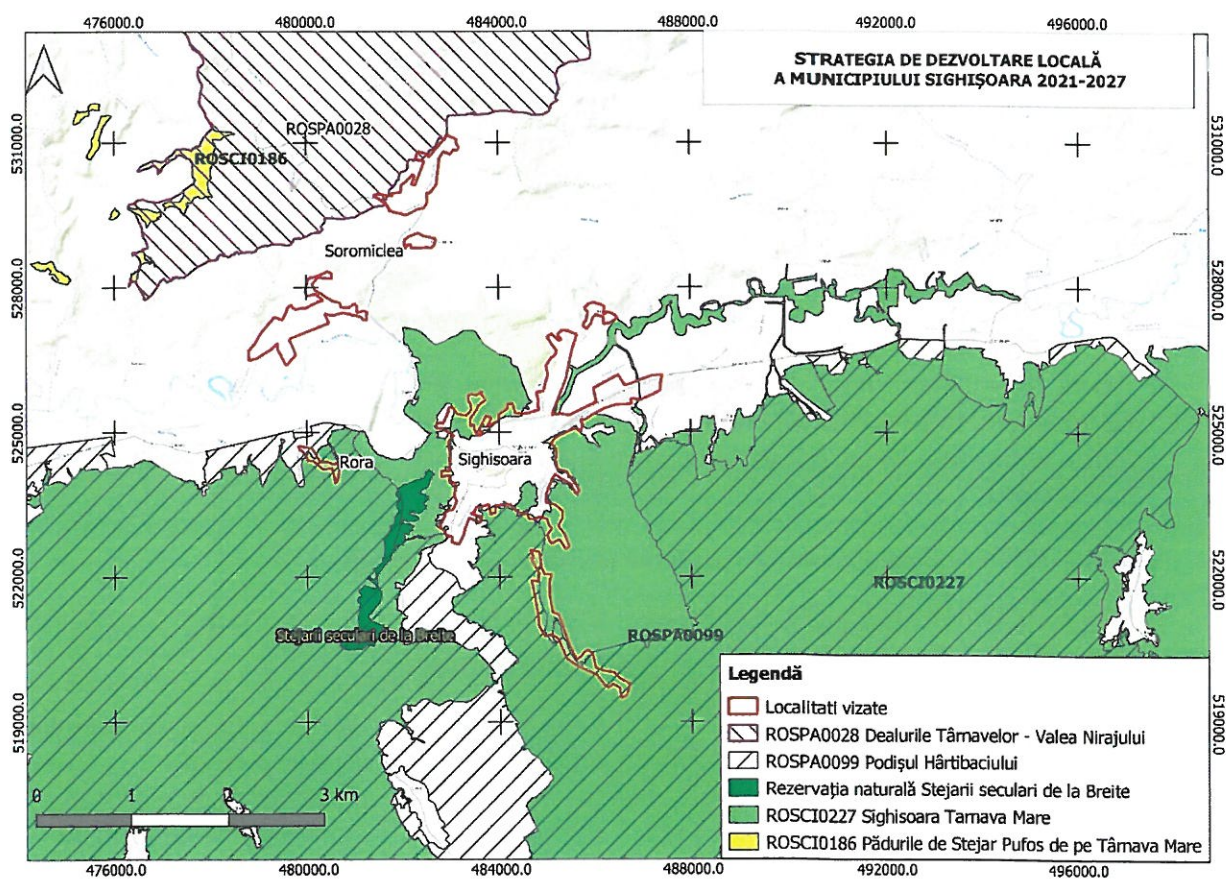 476000.0 480000.0 484000.0 488000.0 492000.0 496000.0
STRATEGIA DE DEZVOLTARE LOCALĂ
A MUNICIPIULUI SIGHIȘOARA 2021-2027
531000.0 531000.0
ROSPA0028
ROSCI0186
Soromiclea
528000.0 528000.0
525000.0 525000.0
Rora
Sighisoara
522000.0 522000.0
ROSCI0227
Stejarii seculari de la Breite
ROSPA0099
519000.0 519000.0
Legendă
Localitati vizate
ROSPA0028 Dealurile Târnavelor - Valea Nirajului
ROSPA0099 Podișul Hârtibaciului
Rezervația naturală Stejarii seculari de la Breite
ROSCI0227 Sighisoara Tarnava Mare
ROSCI0186 Pădurile de Stejar Pufos de pe Târnava Mare
0 1 2 3 km
476000.0 480000.0 484000.0 488000.0 492000.0 496000.0